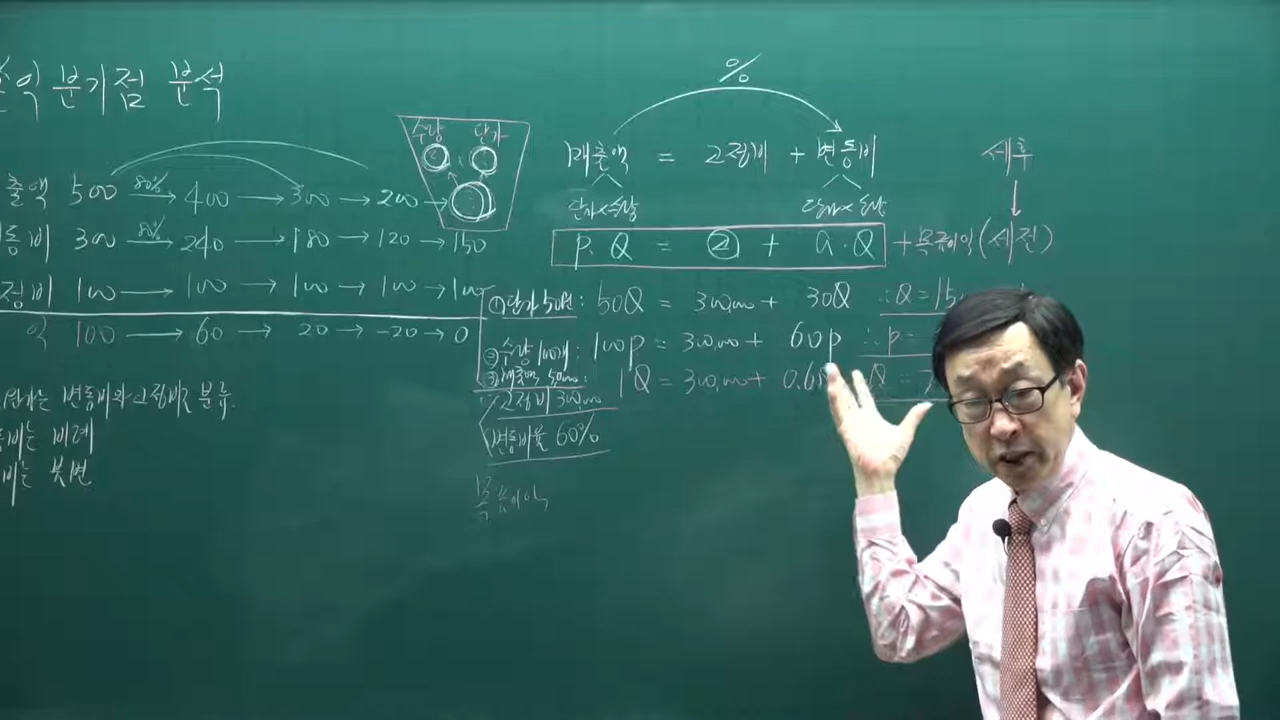 익 분기점 분석
출액 500 80%→ 400 → 300 → 200 →
동비 300 80%→ 240 → 180 → 120 → 150
정비 100 → 100 → 100 → 100 → 100
익 100 → 60 → 20 → -20 → 0
변동비와 고정비로 분류.
비는 비례
비는 불변
수량 단가
%
매출액 = 고정비 + 변동비
단가×수량 단가×수량
P·Q = 고 + a·Q + 목표이익(세전)
세후
① 단가 50원: 50Q = 300,000 + 30Q ∴Q = 15
② 수량 100개: 100P = 300,000 + 60P ∴P =
③ 매출액 1Q = 300,000 + 0.6
고정비 300,000
변동비율 60%
목표이익